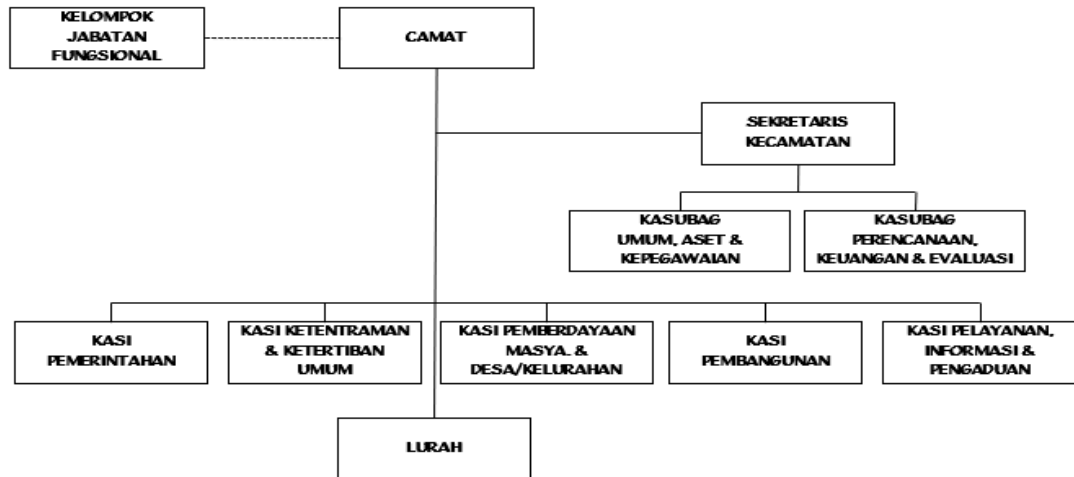 KELOMPOK
JABATAN
FUNGSIONAL
CAMAT
SEKRETARIS
KECAMATAN
KASUBAG
UMUM, ASET &
KEPEGAWAIAN
KASUBAG
PERENCANAAN,
KEUANGAN & EVALUASI
KASI
PEMERINTAHAN
KASI KETENTRAMAN
& KETERTIBAN
UMUM
KASI PEMBERDAYAAN
MASYA. &
DESA/KELURAHAN
KASI
PEMBANGUNAN
KASI PELAYANAN,
INFORMASI &
PENGADUAN
LURAH